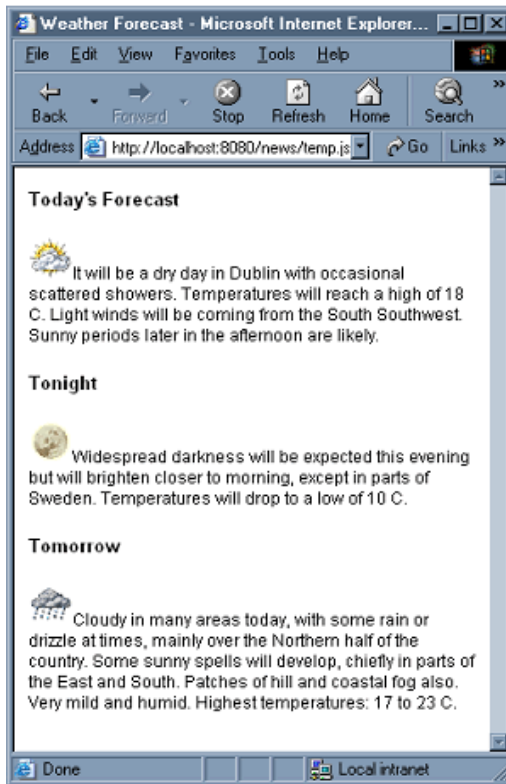 Weather Forecast - Microsoft Internet Explorer...
File Edit View Favorites Tools Help
Back Forward Stop Refresh Home Search »
Address http://localhost:8080/news/temp.js Go Links »
Today's Forecast
It will be a dry day in Dublin with occasional
scattered showers. Temperatures will reach a high of 18
C. Light winds will be coming from the South Southwest.
Sunny periods later in the afternoon are likely.
Tonight
Widespread darkness will be expected this evening
but will brighten closer to morning, except in parts of
Sweden. Temperatures will drop to a low of 10 C.
Tomorrow
Cloudy in many areas today, with some rain or
drizzle at times, mainly over the Northern half of the
country. Some sunny spells will develop, chiefly in parts of
the East and South. Patches of hill and coastal fog also.
Very mild and humid. Highest temperatures: 17 to 23 C.
Done Local intranet